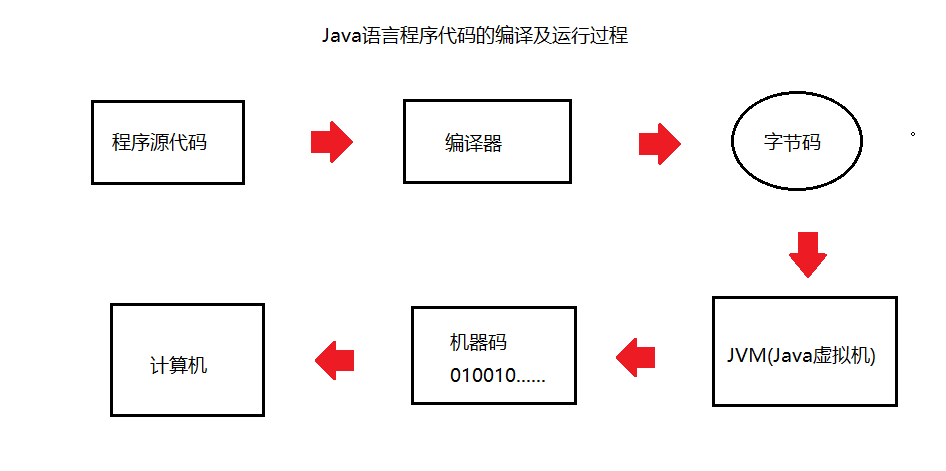 Java语言程序代码的编译及运行过程
程序源代码
编译器
字节码
。
JVM(Java虚拟机)
机器码
010010......
计算机